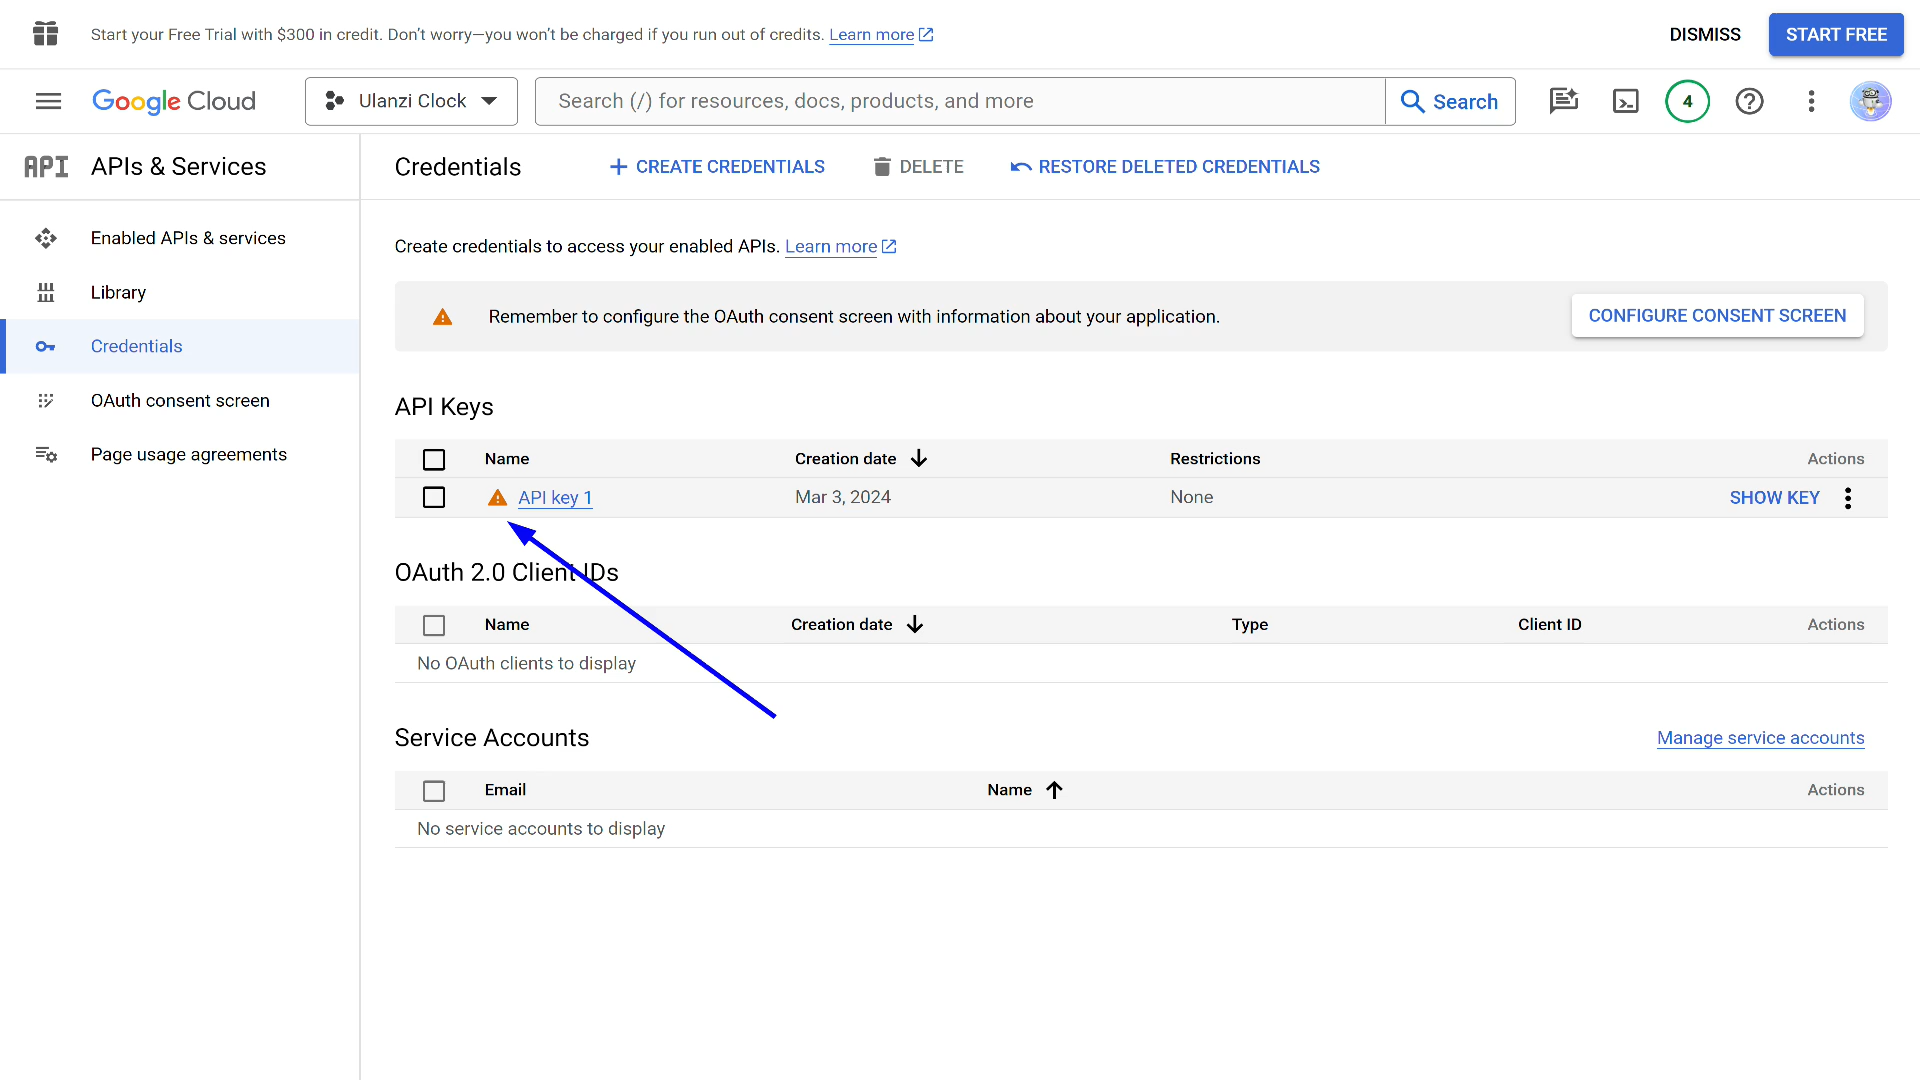 Start your Free Trial with $300 in credit. Don't worry—you won't be charged if you run out of credits. Learn more
DISMISS
START FREE
Google Cloud
Ulanzi Clock
Search (/) for resources, docs, products, and more
Search
4
API APIs & Services
Enabled APIs & services
Library
Credentials
OAuth consent screen
Page usage agreements
Credentials
CREATE CREDENTIALS
DELETE
RESTORE DELETED CREDENTIALS
Create credentials to access your enabled APIs. Learn more
Remember to configure the OAuth consent screen with information about your application.
CONFIGURE CONSENT SCREEN
API Keys
Name Creation date Restrictions Actions
API key 1 Mar 3, 2024 None SHOW KEY
OAuth 2.0 Client IDs
Name Creation date Type Client ID Actions
No OAuth clients to display
Service Accounts
Manage service accounts
Email Name Actions
No service accounts to display